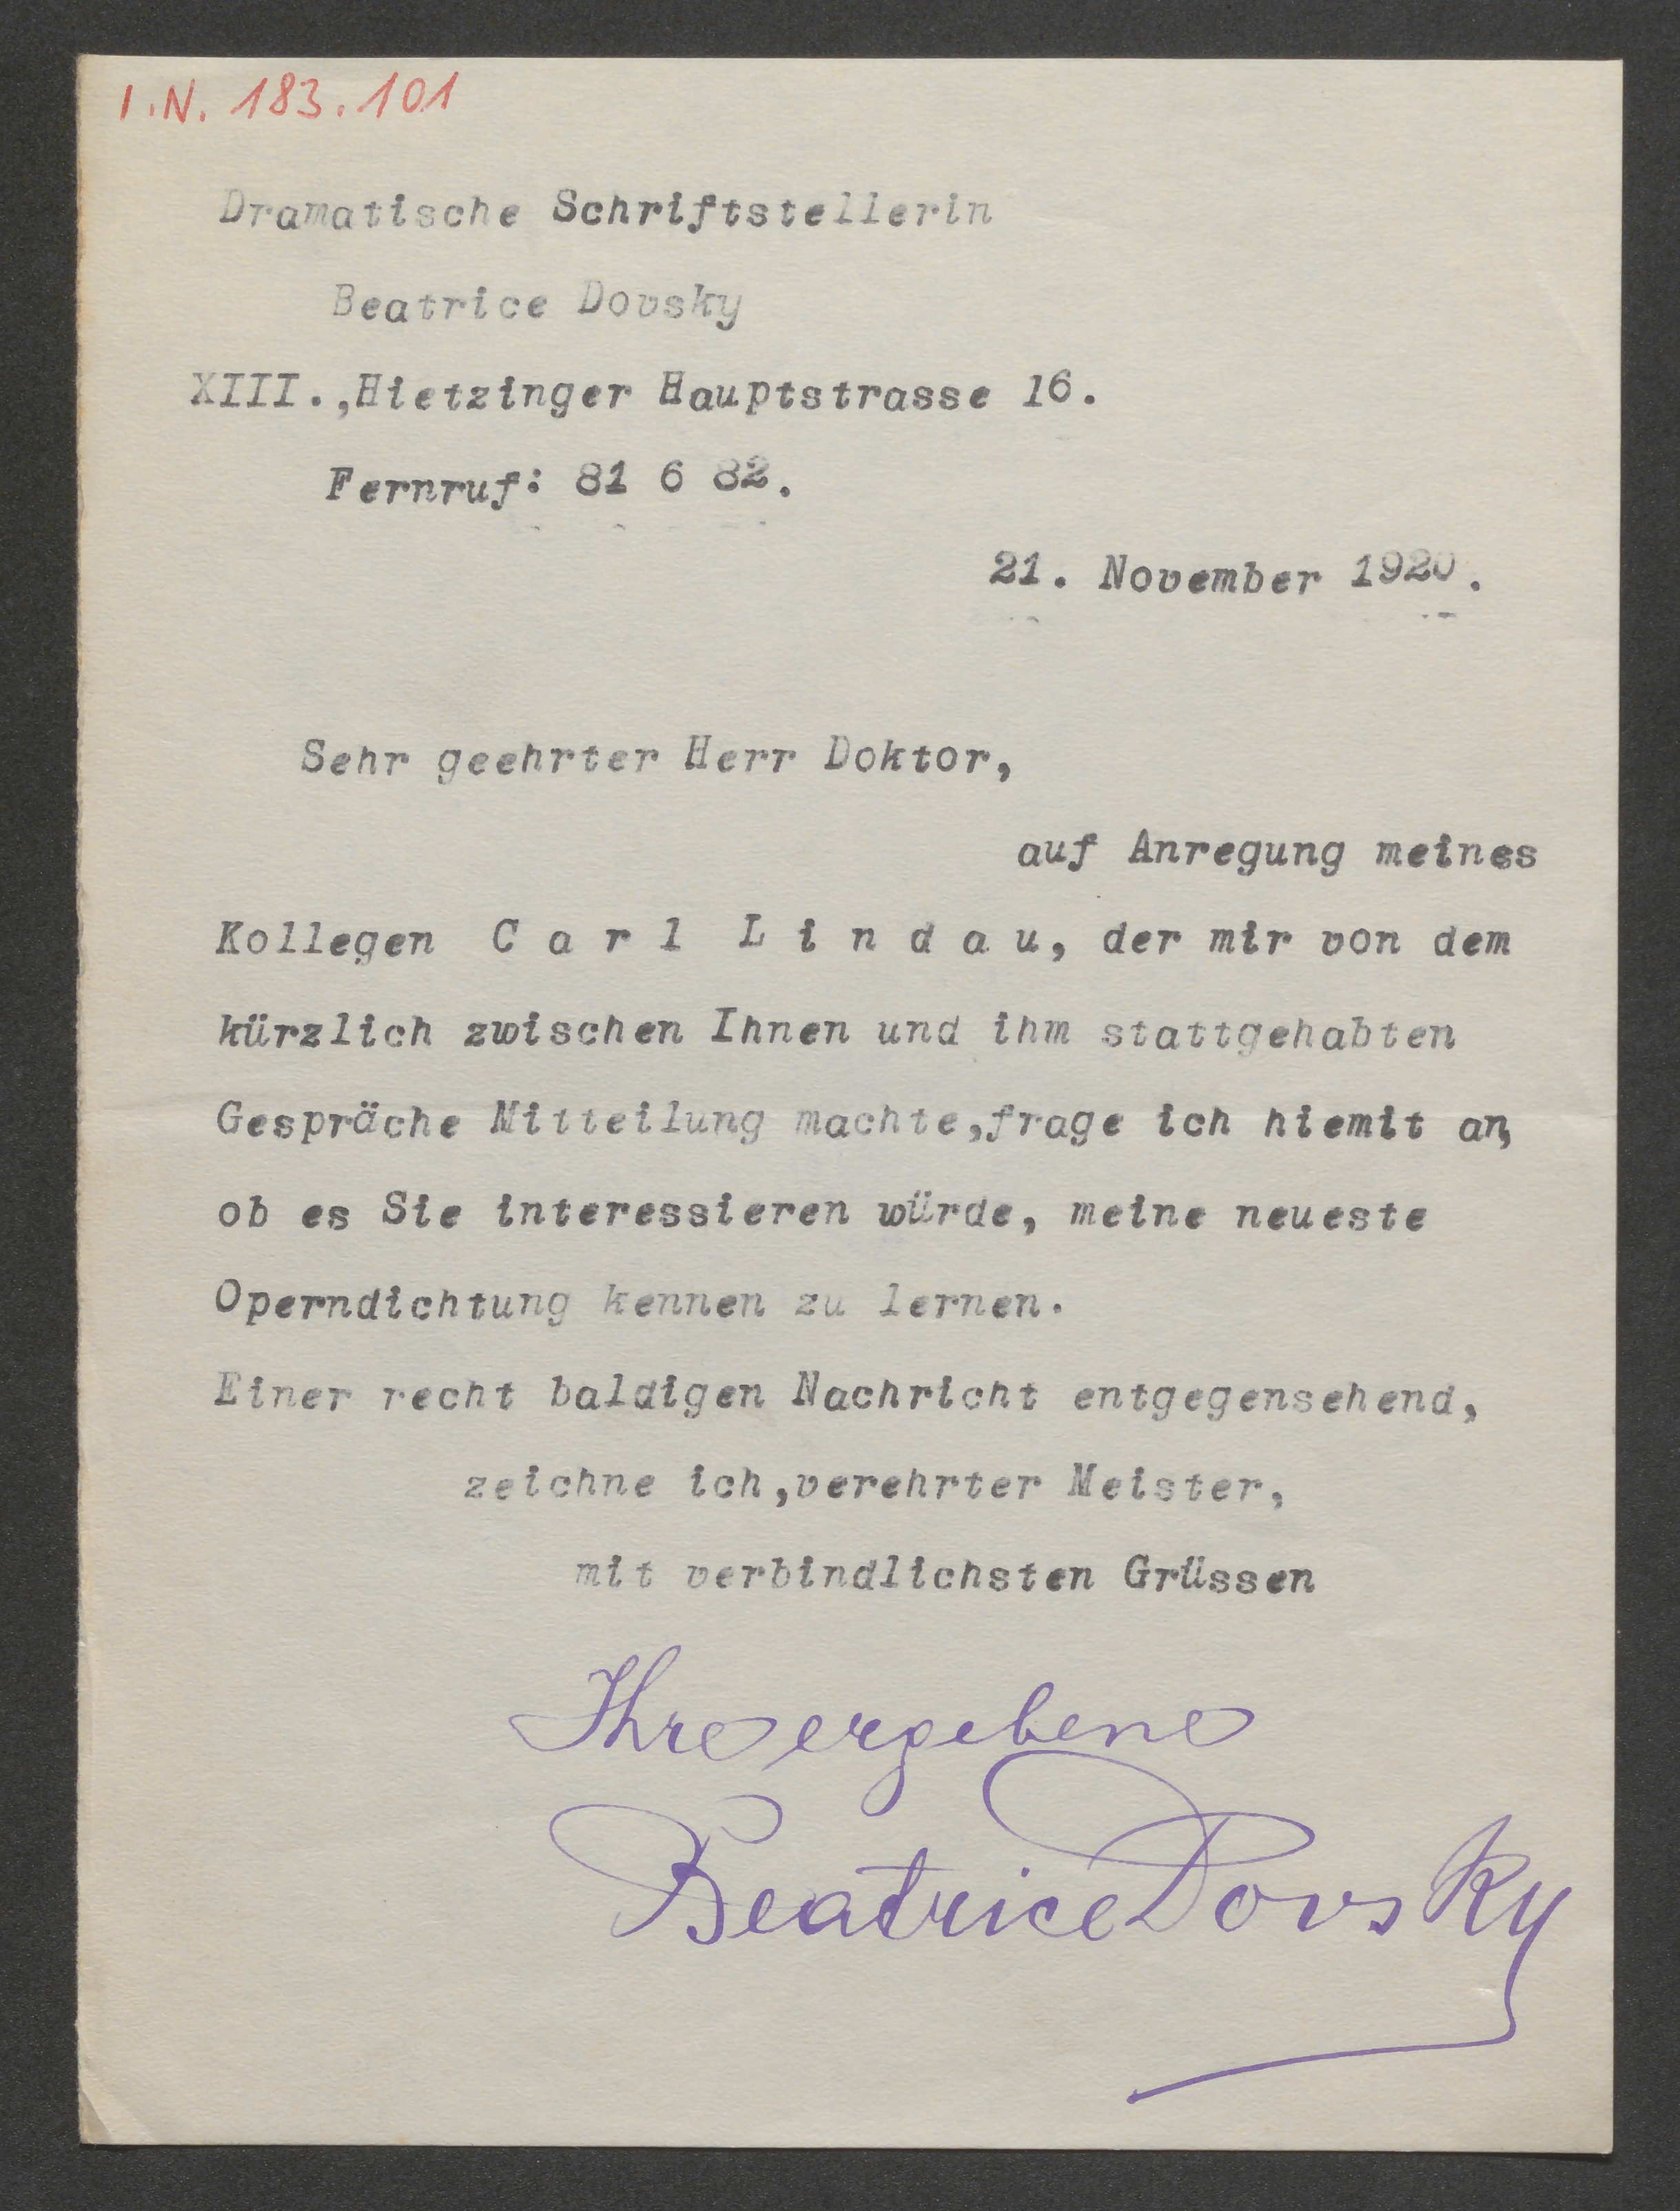 I.N. 183.101
Dramatische Schriftstellerin
Beatrice Dovsky
XIII.,Hietzinger Hauptstrasse 16.
Fernruf: 81 6 82.
21. November 1920.
Sehr geehrter Herr Doktor,
auf Anregung meines
Kollegen C a r l L i n d a u, der mir von dem
kürzlich zwischen Ihnen und ihm stattgehabten
Gespräche Mitteilung machte,frage ich hiemit an,
ob es Sie interessieren würde, meine neueste
Operndichtung kennen zu lernen.
Einer recht baldigen Nachricht entgegensehend,
zeichne ich,verehrter Meister,
mit verbindlichsten Grüssen
Ihre ergebene
Beatrice Dovsky